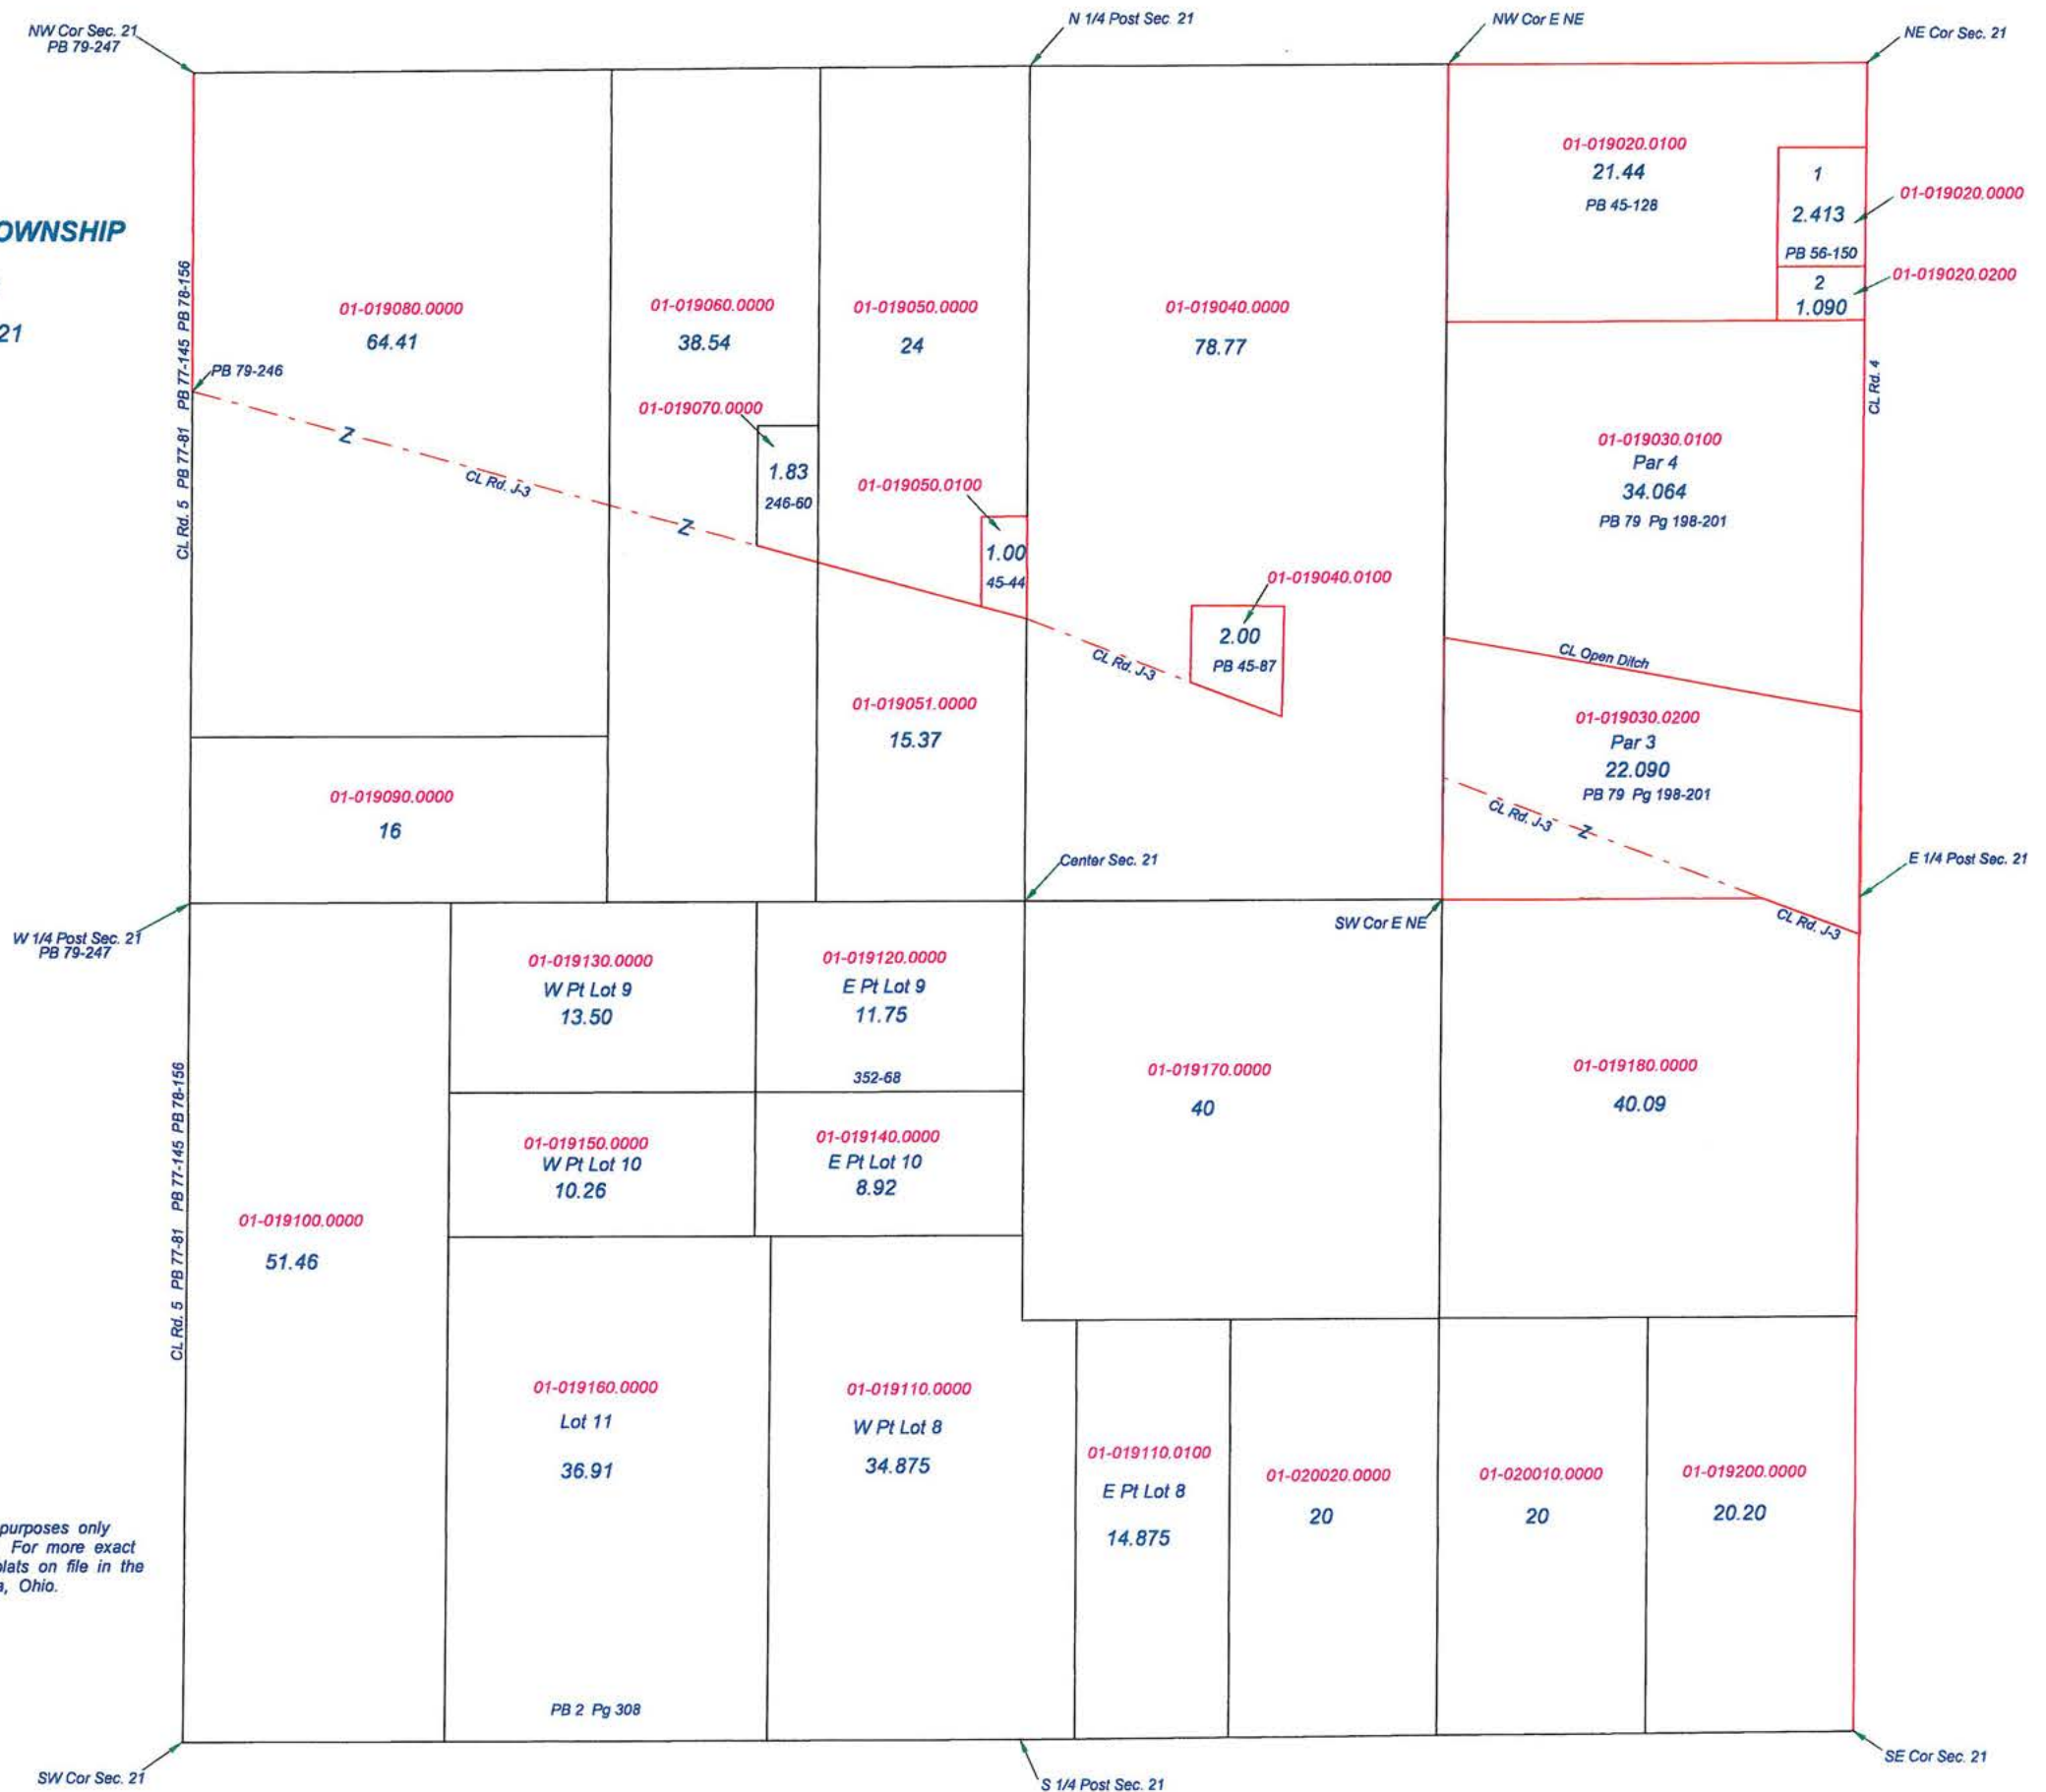 NW Cor Sec. 21
PB 79-247
N 1/4 Post Sec. 21
NW Cor E NE
NE Cor Sec. 21
OWNSHIP
21
CL Rd. 5 PB 77-81 PB 77-145 PB 78-156
PB 79-246
01-019080.0000
64.41
01-019060.0000
38.54
01-019050.0000
24
01-019040.0000
78.77
01-019020.0100
21.44
PB 45-128
1
2.413
PB 56-150
01-019020.0000
2
1.090
01-019020.0200
CL Rd. 4
Z
CL Rd. J-3
Z
01-019070.0000
1.83
246-60
01-019050.0100
1.00
45-44
01-019040.0100
2.00
PB 45-87
CL Rd. J-3
01-019030.0100
Par 4
34.064
PB 79 Pg 198-201
CL Open Ditch
01-019030.0200
Par 3
22.090
PB 79 Pg 198-201
CL Rd. J-3
Z
01-019051.0000
15.37
01-019090.0000
16
Center Sec. 21
E 1/4 Post Sec. 21
SW Cor E NE
CL Rd. J-3
W 1/4 Post Sec. 21
PB 79-247
01-019130.0000
W Pt Lot 9
13.50
01-019120.0000
E Pt Lot 9
11.75
352-68
01-019150.0000
W Pt Lot 10
10.26
01-019140.0000
E Pt Lot 10
8.92
01-019170.0000
40
01-019180.0000
40.09
CL Rd. 5 PB 77-81 PB 77-145 PB 78-156
01-019100.0000
51.46
01-019160.0000
Lot 11
36.91
PB 2 Pg 308
01-019110.0000
W Pt Lot 8
34.875
01-019110.0100
E Pt Lot 8
14.875
01-020020.0000
20
01-020010.0000
20
01-019200.0000
20.20
purposes only
For more exact
plats on file in the
, Ohio.
SW Cor Sec. 21
S 1/4 Post Sec. 21
SE Cor Sec. 21